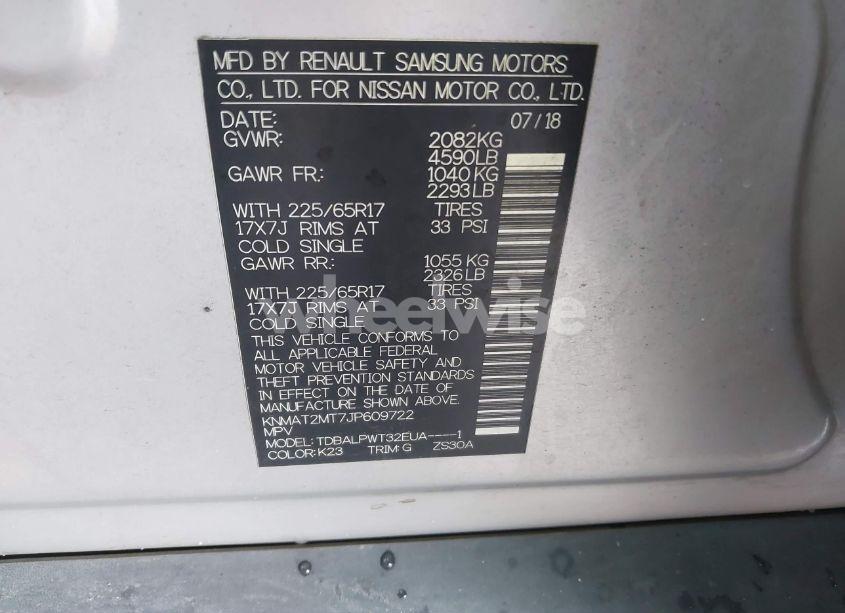 MFD BY RENAULT SAMSUNG MOTORS
CO., LTD. FOR NISSAN MOTOR CO., LTD.
DATE: 07/18
GVWR: 2082KG
4590LB
GAWR FR.: 1040 KG
2293 LB
WITH 225/65R17 TIRES
17X7J RIMS AT 33 PSI
COLD SINGLE
GAWR RR.: 1055 KG
2326 LB
WITH 225/65R17 TIRES
17X7J RIMS AT 33 PSI
COLD SINGLE
THIS VEHICLE CONFORMS TO
ALL APPLICABLE FEDERAL
MOTOR VEHICLE SAFETY AND
THEFT PREVENTION STANDARDS
IN EFFECT ON THE DATE OF
MANUFACTURE SHOWN ABOVE.
KNMAT2MT7JP609722
MPV
MODEL: TDBALPWT32EUA----1
COLOR: K23 TRIM: G ZS30A
wheelwise